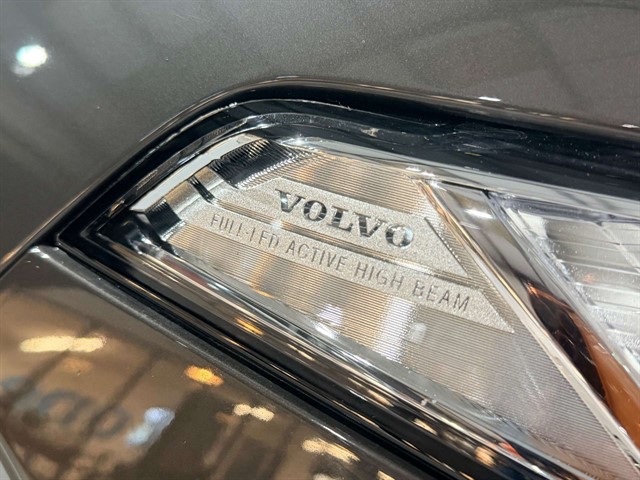 VOLVO
FULL-LED ACTIVE HIGH BEAM